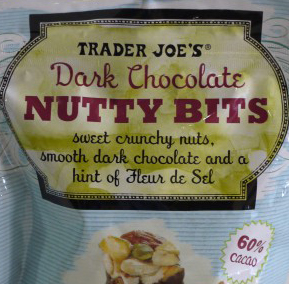 TRADER JOE'S®
Dark Chocolate
NUTTY BITS
sweet crunchy nuts,
smooth dark chocolate and a
hint of Fleur de Sel
60%
cacao